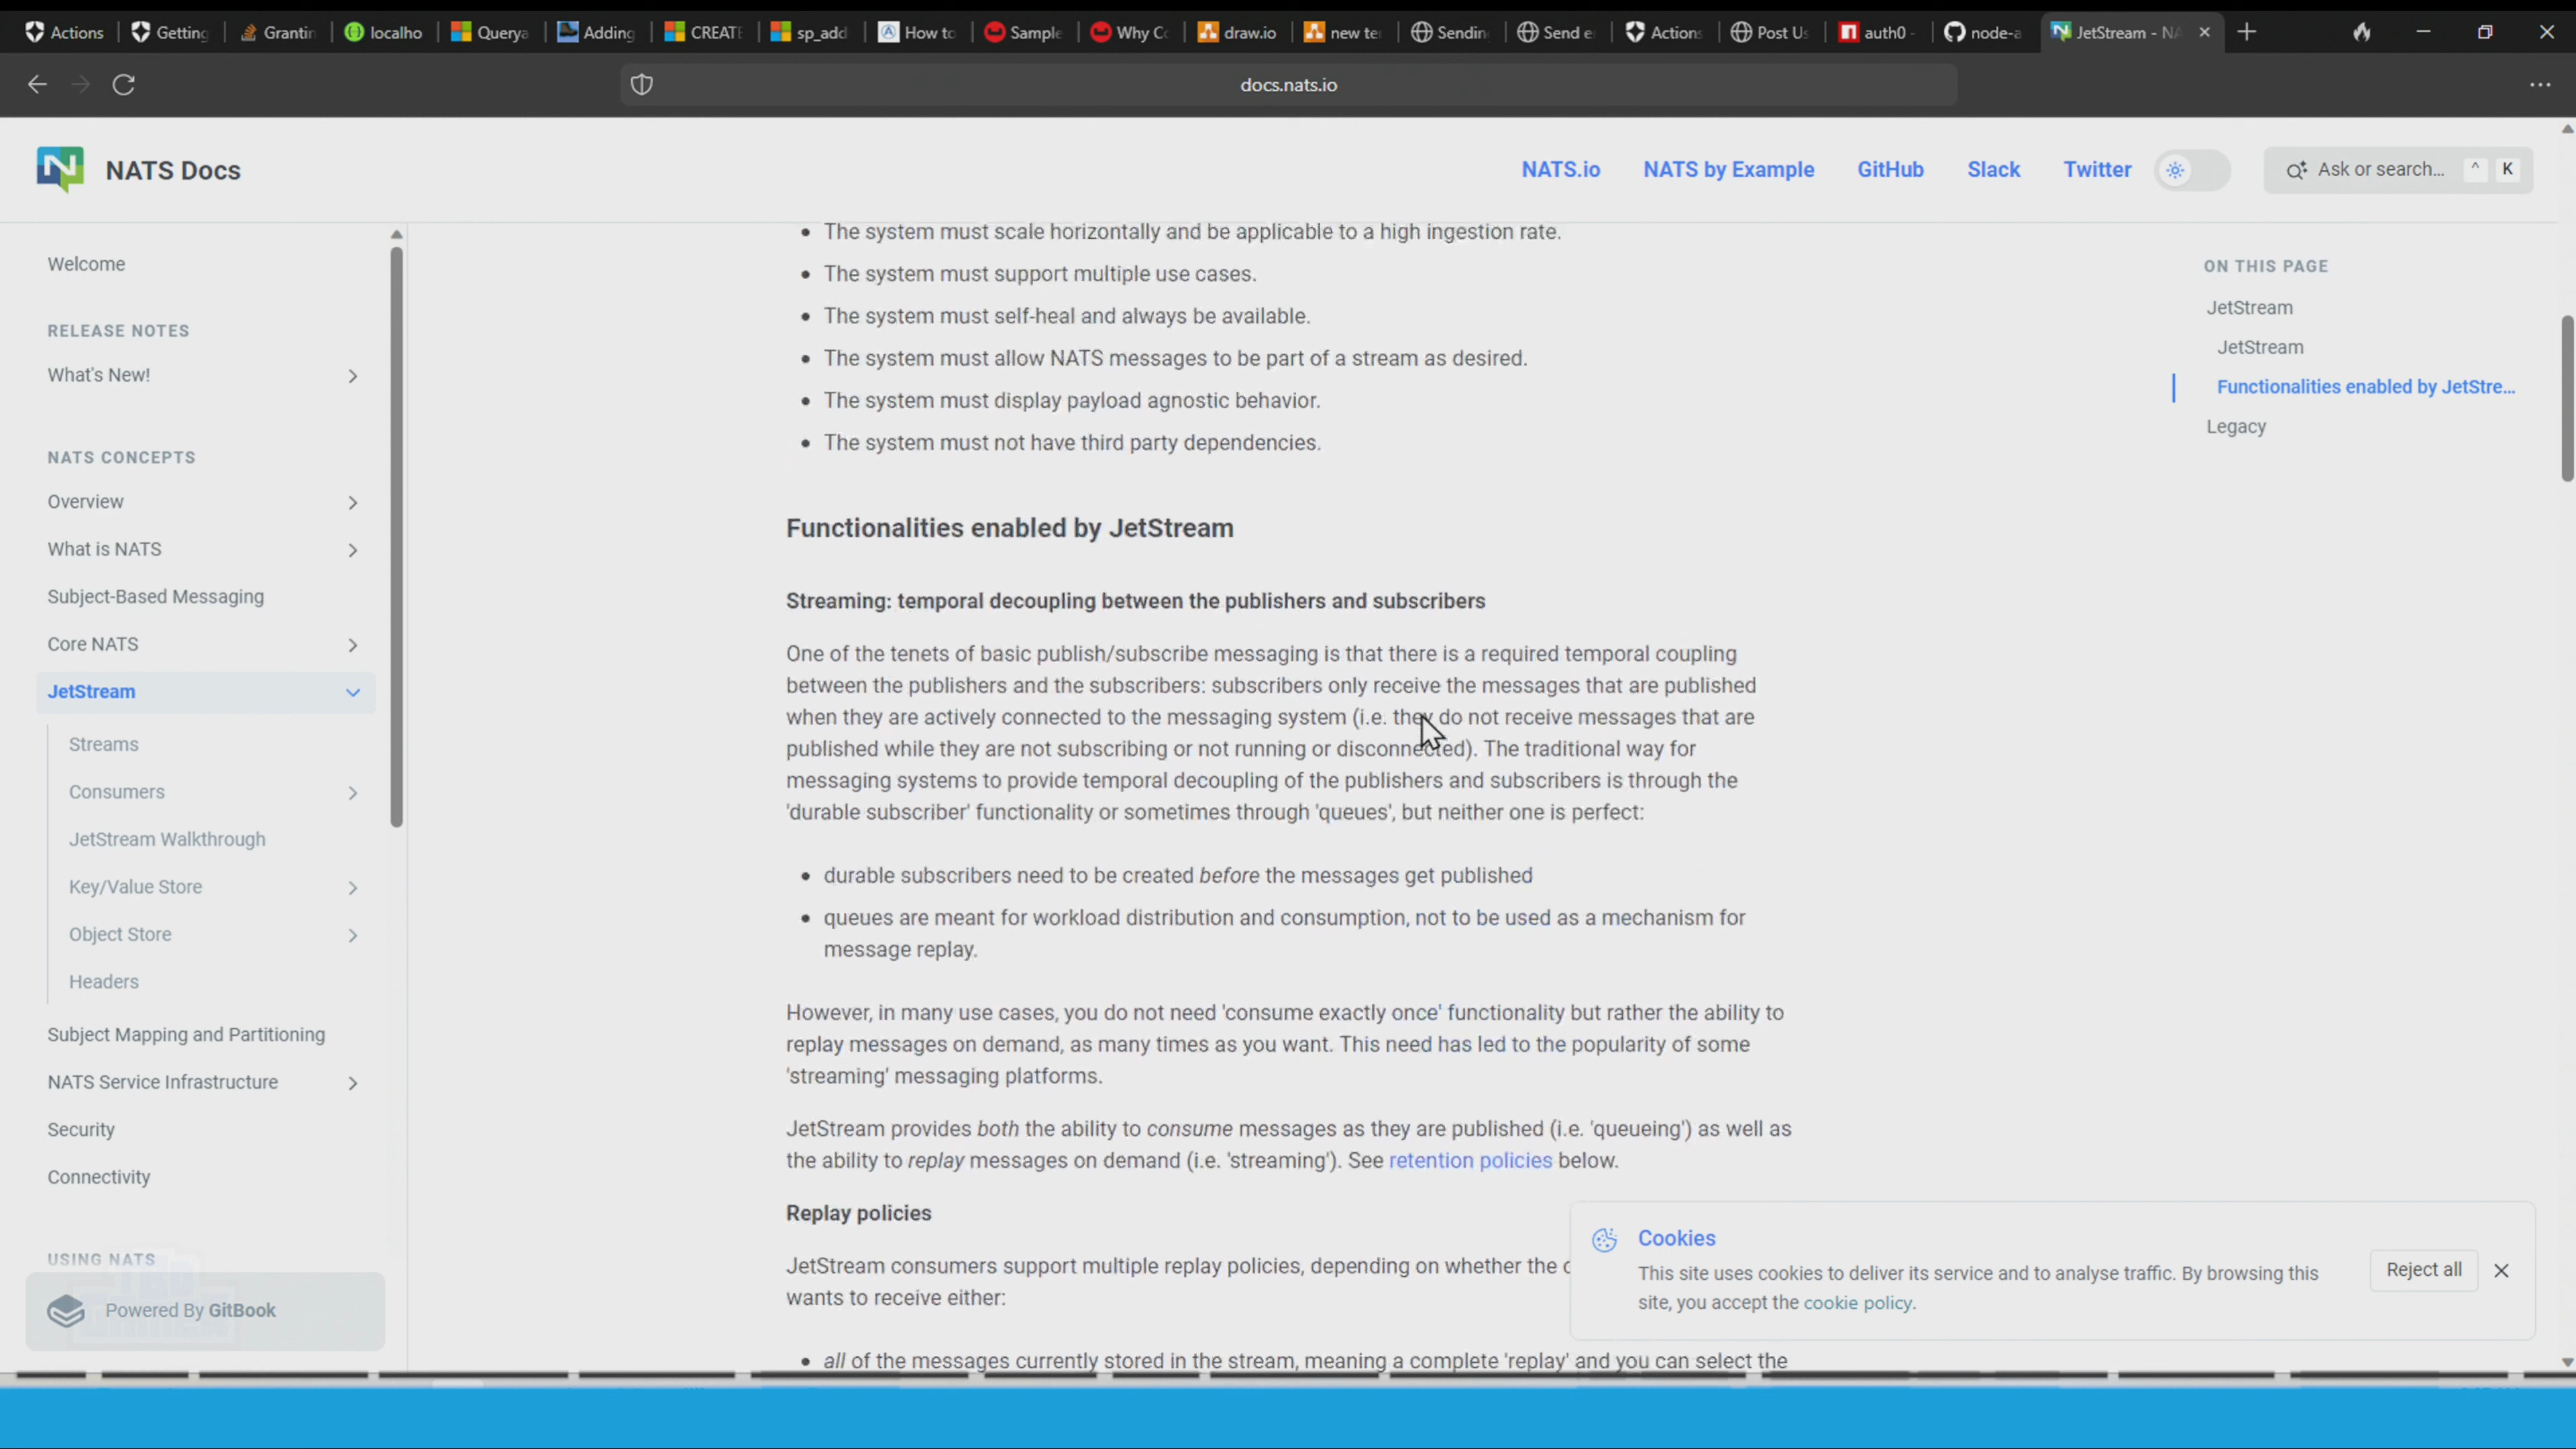 Actions
Getting
Grantin
localho
Querya
Adding
CREATE
sp_add
How to
Sample
Why Co
draw.io
new te
Sendin
Send e
Actions
Post Us
auth0 -
node-a
JetStream - NA
docs.nats.io
NATS Docs
NATS.io
NATS by Example
GitHub
Slack
Twitter
Ask or search...
^
K
Welcome
RELEASE NOTES
What's New!
NATS CONCEPTS
Overview
What is NATS
Subject-Based Messaging
Core NATS
JetStream
Streams
Consumers
JetStream Walkthrough
Key/Value Store
Object Store
Headers
Subject Mapping and Partitioning
NATS Service Infrastructure
Security
Connectivity
USING NATS
Powered By GitBook
The system must scale horizontally and be applicable to a high ingestion rate.
The system must support multiple use cases.
The system must self-heal and always be available.
The system must allow NATS messages to be part of a stream as desired.
The system must display payload agnostic behavior.
The system must not have third party dependencies.
Functionalities enabled by JetStream
Streaming: temporal decoupling between the publishers and subscribers
One of the tenets of basic publish/subscribe messaging is that there is a required temporal coupling
between the publishers and the subscribers: subscribers only receive the messages that are published
when they are actively connected to the messaging system (i.e. they do not receive messages that are
published while they are not subscribing or not running or disconnected). The traditional way for
messaging systems to provide temporal decoupling of the publishers and subscribers is through the
'durable subscriber' functionality or sometimes through 'queues', but neither one is perfect:
durable subscribers need to be created before the messages get published
queues are meant for workload distribution and consumption, not to be used as a mechanism for
message replay.
However, in many use cases, you do not need 'consume exactly once' functionality but rather the ability to
replay messages on demand, as many times as you want. This need has led to the popularity of some
'streaming' messaging platforms.
JetStream provides both the ability to consume messages as they are published (i.e. 'queueing') as well as
the ability to replay messages on demand (i.e. 'streaming'). See retention policies below.
Replay policies
JetStream consumers support multiple replay policies, depending on whether the c
wants to receive either:
all of the messages currently stored in the stream, meaning a complete 'replay' and you can select the
ON THIS PAGE
JetStream
JetStream
Functionalities enabled by JetStre...
Legacy
Cookies
This site uses cookies to deliver its service and to analyse traffic. By browsing this
site, you accept the cookie policy.
Reject all